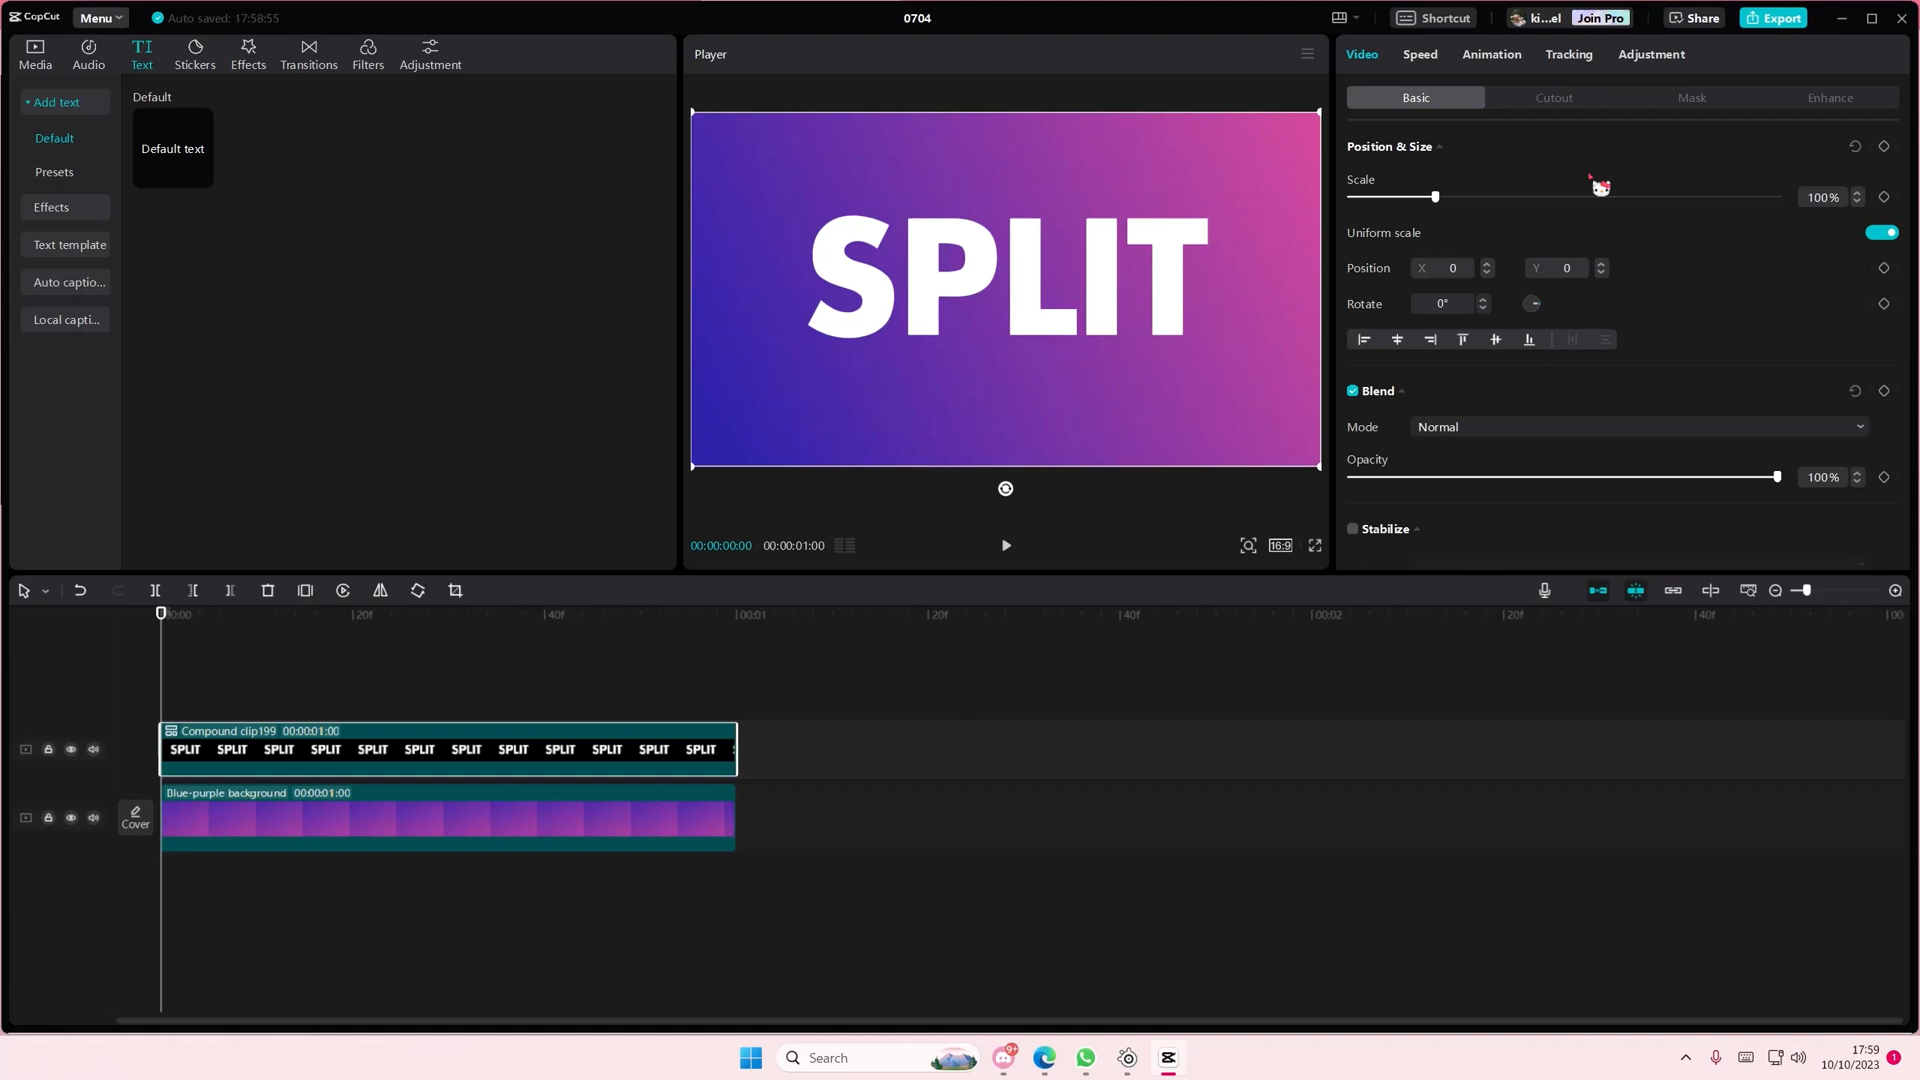 CapCut
Menu
Auto saved: 17:58:55
0704
Shortcut
ki...el
Join Pro
Share
Export
Media
Audio
TI
Text
Stickers
Effects
Transitions
Filters
Adjustment
Add text
Default
Presets
Effects
Text template
Auto captio...
Local capti...
Default
Default text
Player
SPLIT
00:00:00:00
00:00:01:00
16:9
Video
Speed
Animation
Tracking
Adjustment
Basic
Cutout
Mask
Enhance
Position & Size
Scale
100%
Uniform scale
Position
X 0
Y 0
Rotate
0°
Blend
Mode
Normal
Opacity
100%
Stabilize
00:00
|20f
|40f
|00:01
|20f
|40f
|00:02
|20f
|40f
|00
Compound clip199 00:00:01:00
SPLIT SPLIT SPLIT SPLIT SPLIT SPLIT SPLIT SPLIT SPLIT SPLIT SPLIT SPLIT
Cover
Blue-purple background 00:00:01:00
Search
9+
17:59
10/10/2023
1